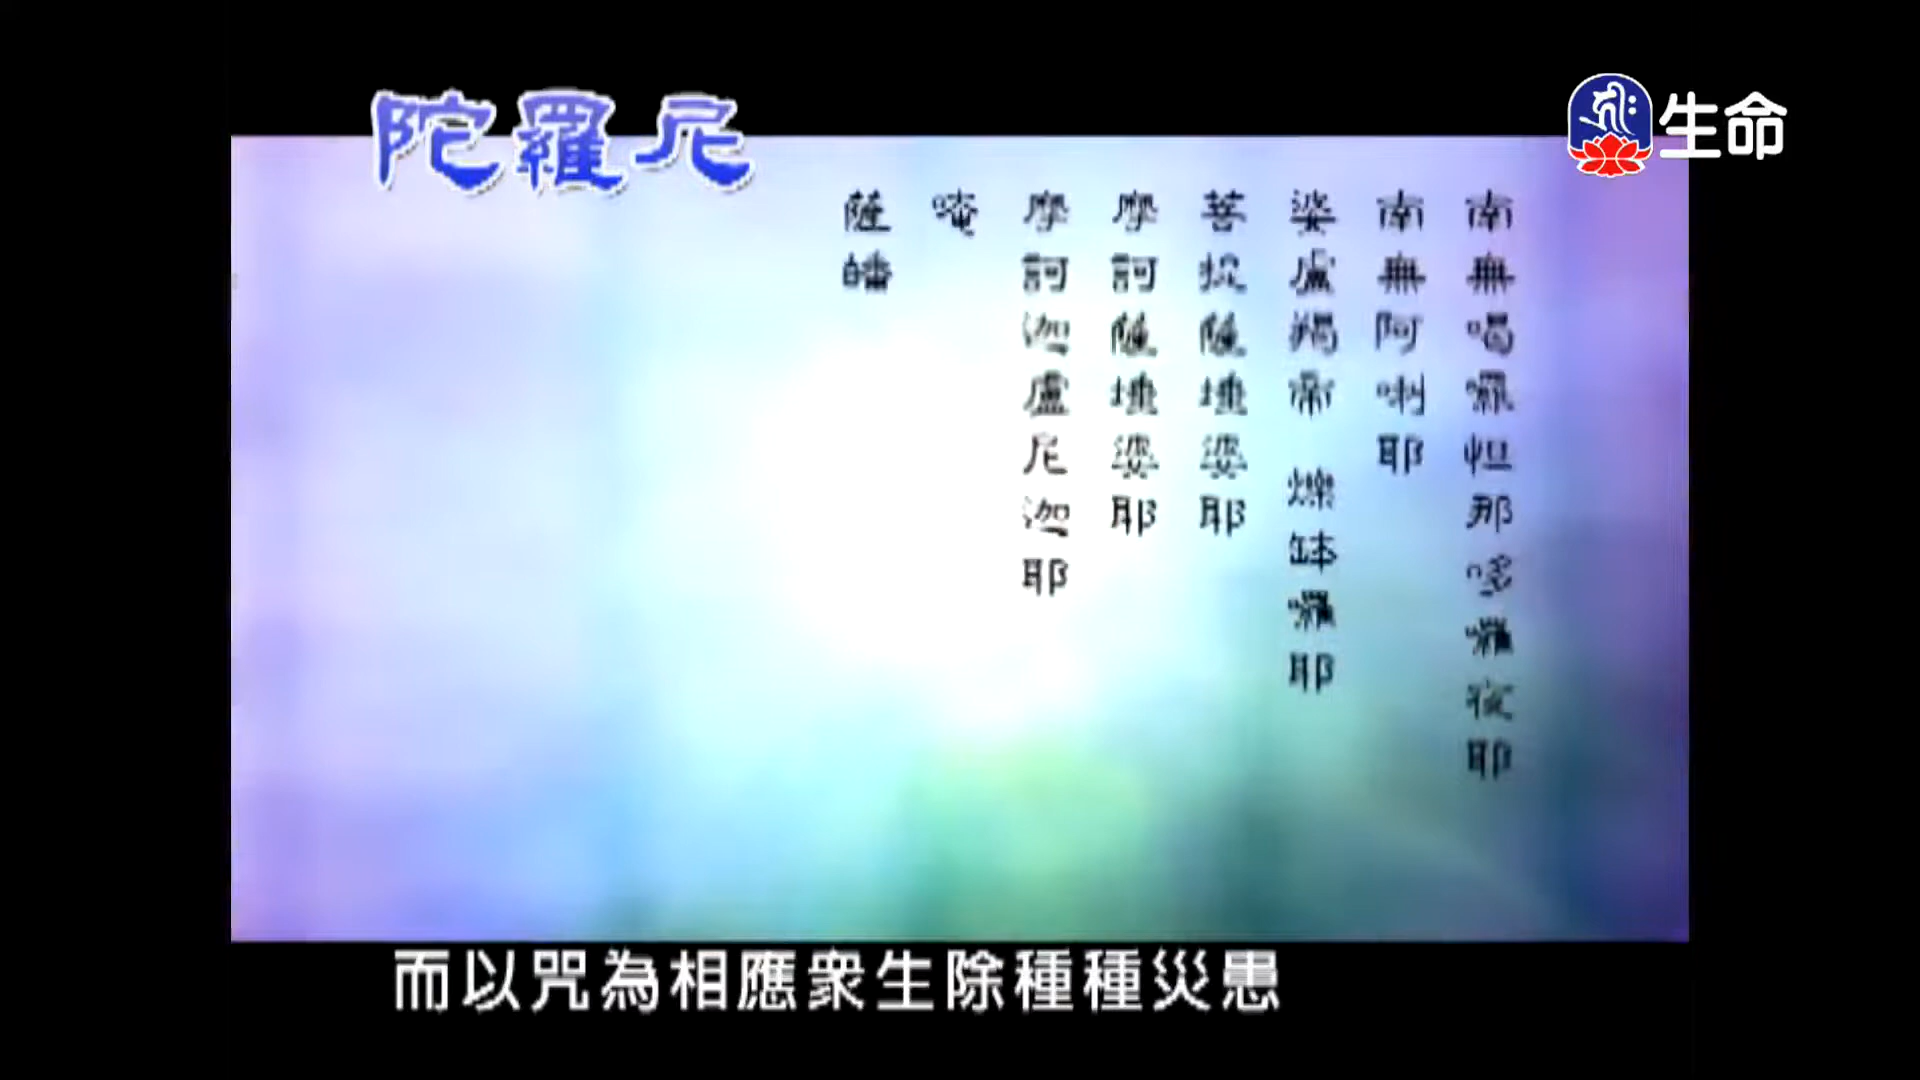 陀羅尼
生命
南無喝囉怛那哆囉夜耶
南無阿唎耶
婆盧羯帝 爍缽囉耶
菩提薩埵婆耶
摩訶薩埵婆耶
摩訶迦盧尼迦耶
唵
薩皤
而以咒為相應眾生除種種災患